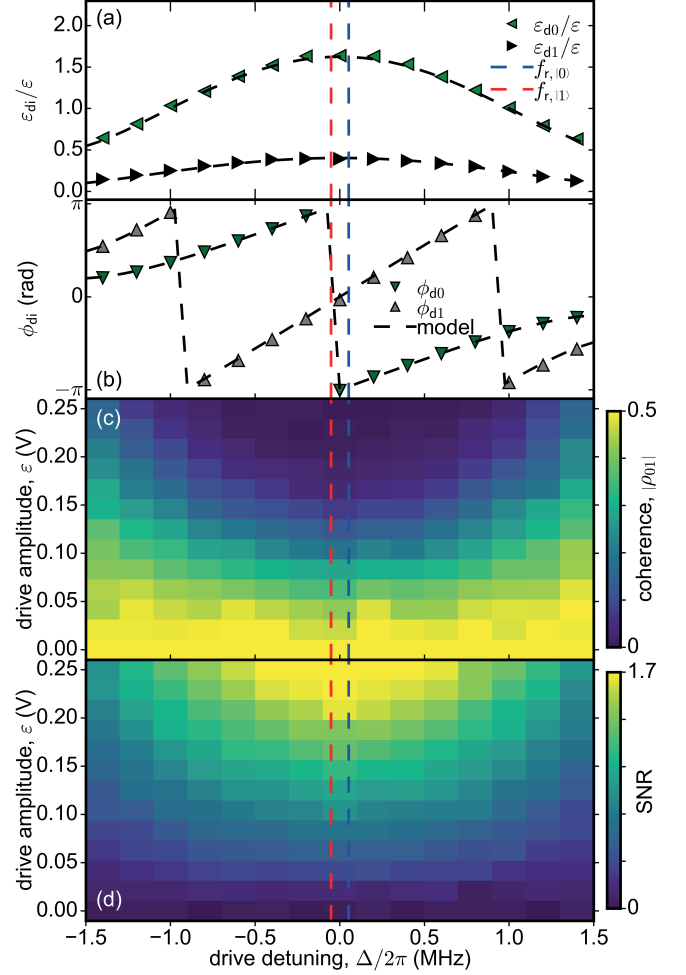 (a)
ε_d0/ε
ε_d1/ε
f_r,|0⟩
f_r,|1⟩
2.0
1.5
1.0
0.5
0.0
ε_di/ε
π
0
−π
ϕ_di (rad)
ϕ_d0
ϕ_d1
model
(b)
(c)
0.25
0.20
0.15
0.10
0.05
0.00
drive amplitude, ε (V)
0.5
0
coherence, |ρ_01|
(d)
0.25
0.20
0.15
0.10
0.05
0.00
drive amplitude, ε (V)
1.7
0
SNR
−1.5 −1.0 −0.5 0.0 0.5 1.0 1.5
drive detuning, Δ/2π (MHz)